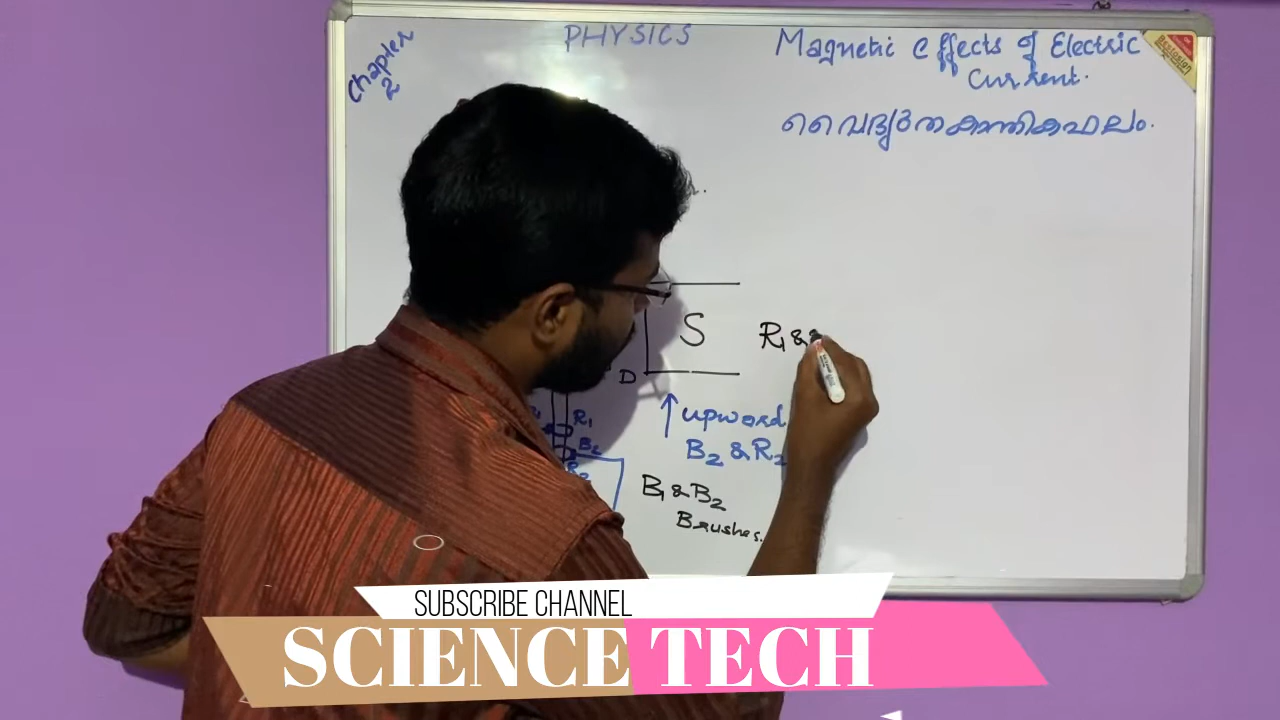 PHYSICS
Magnetic effects of Electric
Current.
Chapter
2
വൈദ്യുതകാന്തികഫലം.
S
R1 &
D
R1
B2
R2
upward
B2 & R2
B1 & B2
Brushes.
SUBSCRIBE CHANNEL
SCIENCE TECH